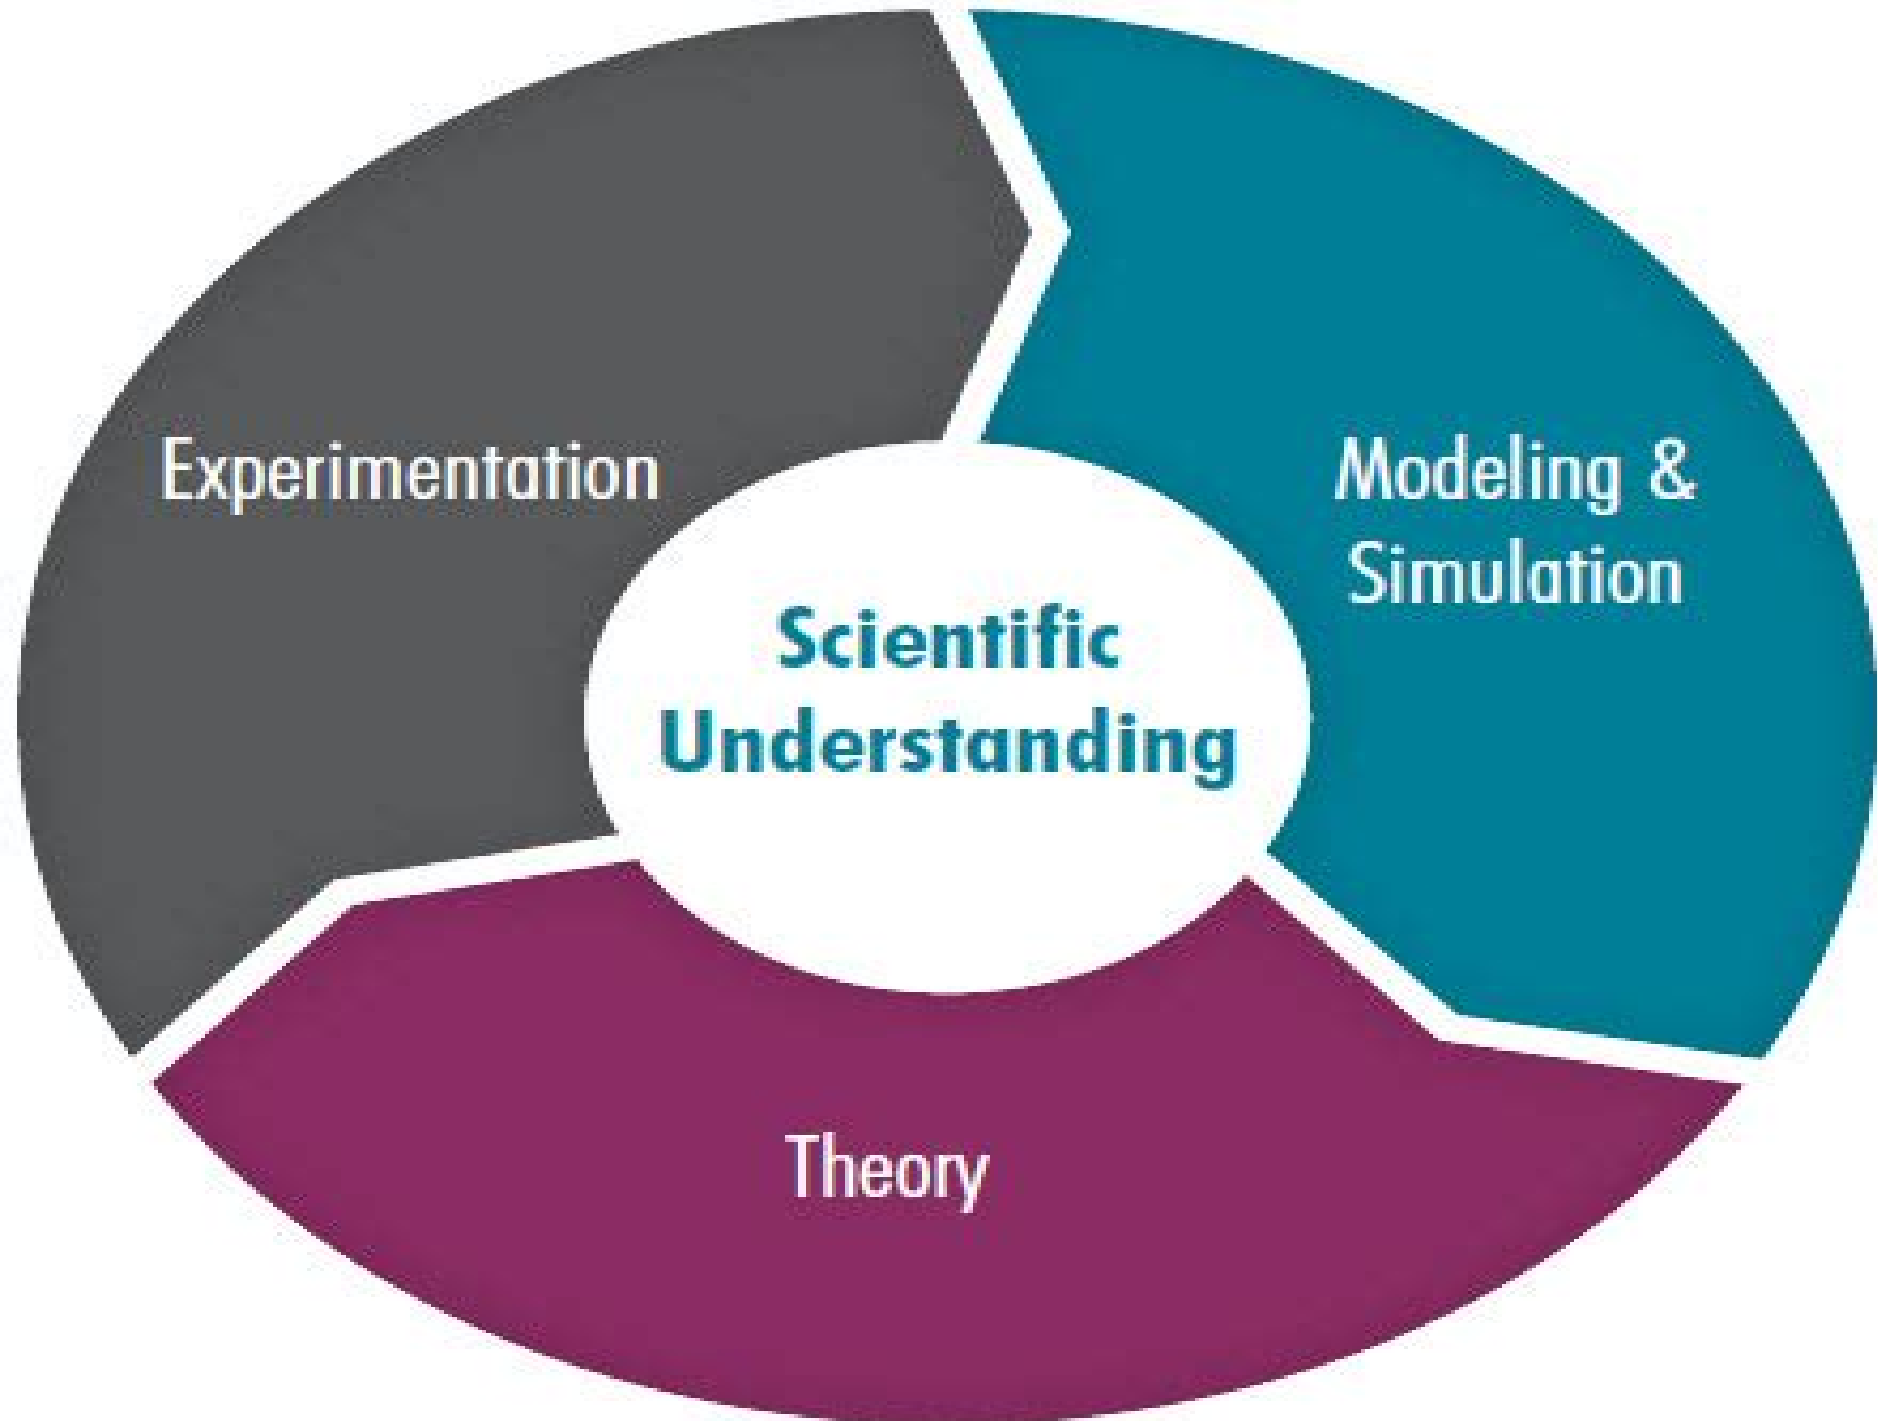 Experimentation
Modeling &
Simulation
Scientific
Understanding
Theory